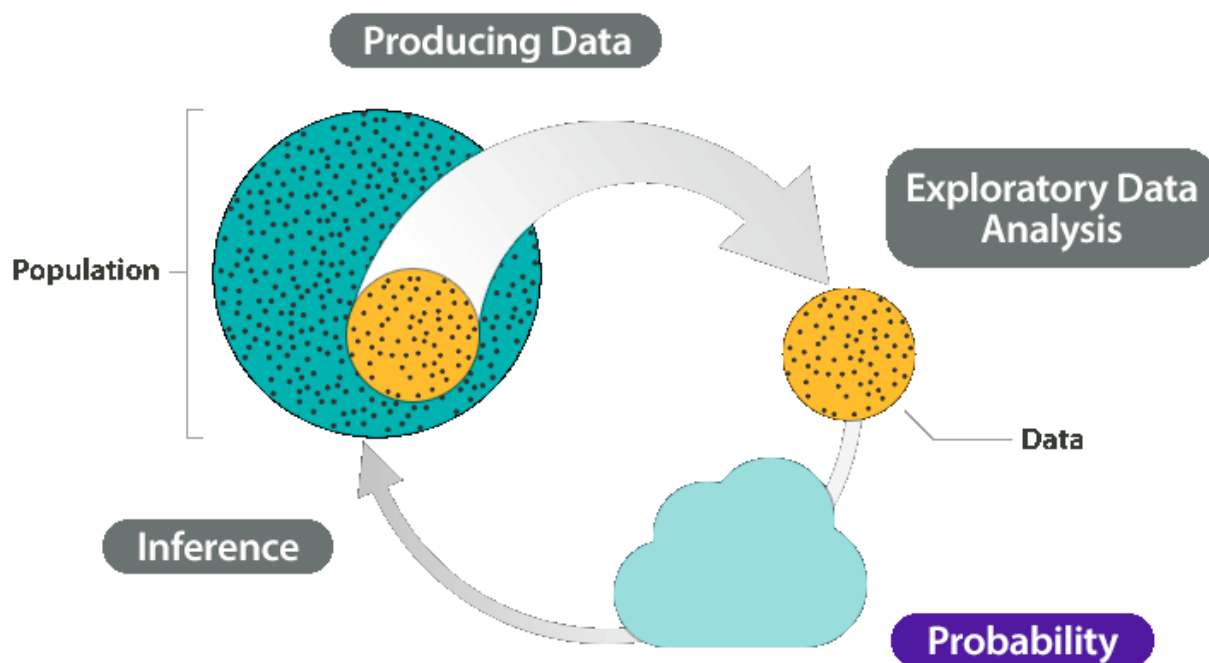 Producing Data
Exploratory Data
Analysis
Population
Data
Inference
Probability